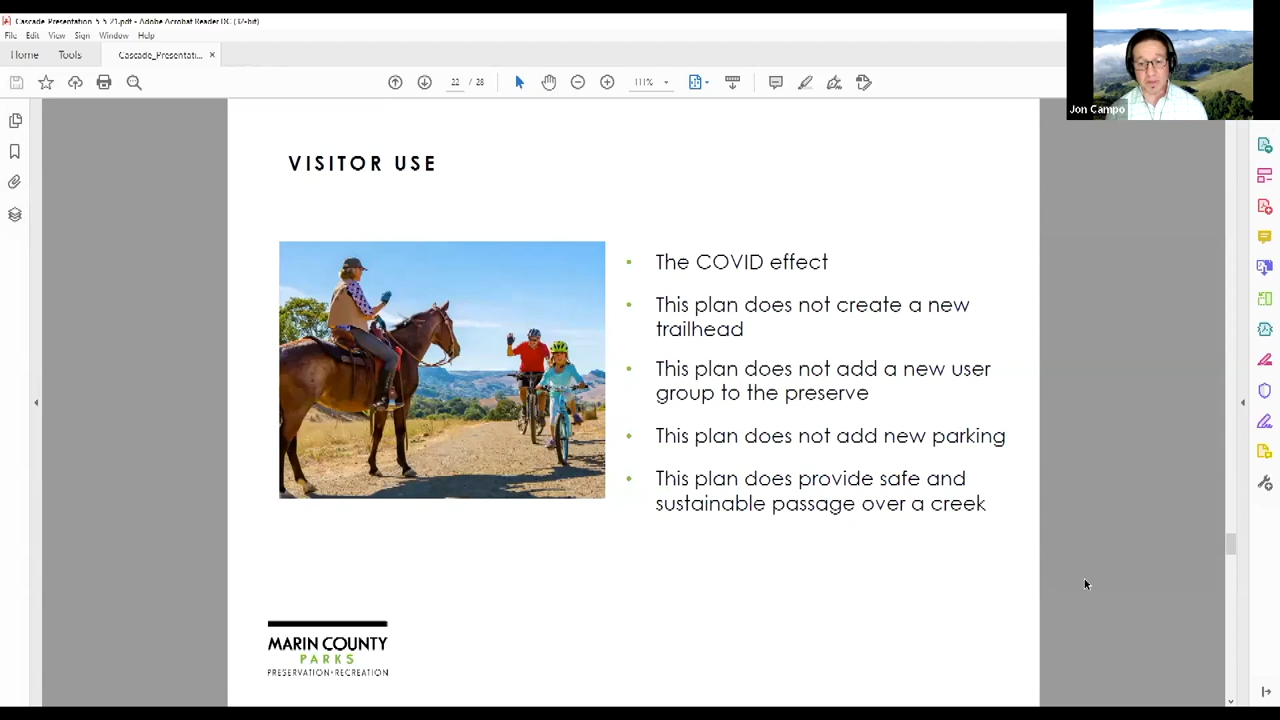 Cascade_Presentation_5_5_21.pdf - Adobe Acrobat Reader DC (32-bit)
File Edit View Sign Window Help
Home Tools Cascade_Presentati... ×
22 / 28
111%
Jon Campo
VISITOR USE
• The COVID effect
• This plan does not create a new
trailhead
• This plan does not add a new user
group to the preserve
• This plan does not add new parking
• This plan does provide safe and
sustainable passage over a creek
MARIN COUNTY
PARKS
PRESERVATION•RECREATION